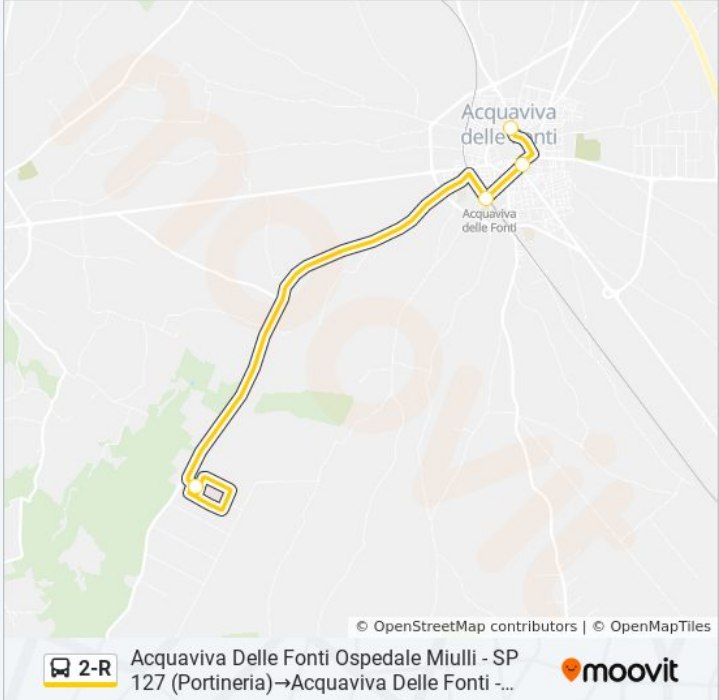 Acquaviva
delle Fonti
Acquaviva
delle Fonti
moovit
© OpenStreetMap contributors | © OpenMapTiles
2-R
Acquaviva Delle Fonti Ospedale Miulli - SP
127 (Portineria)→Acquaviva Delle Fonti -...
moovit